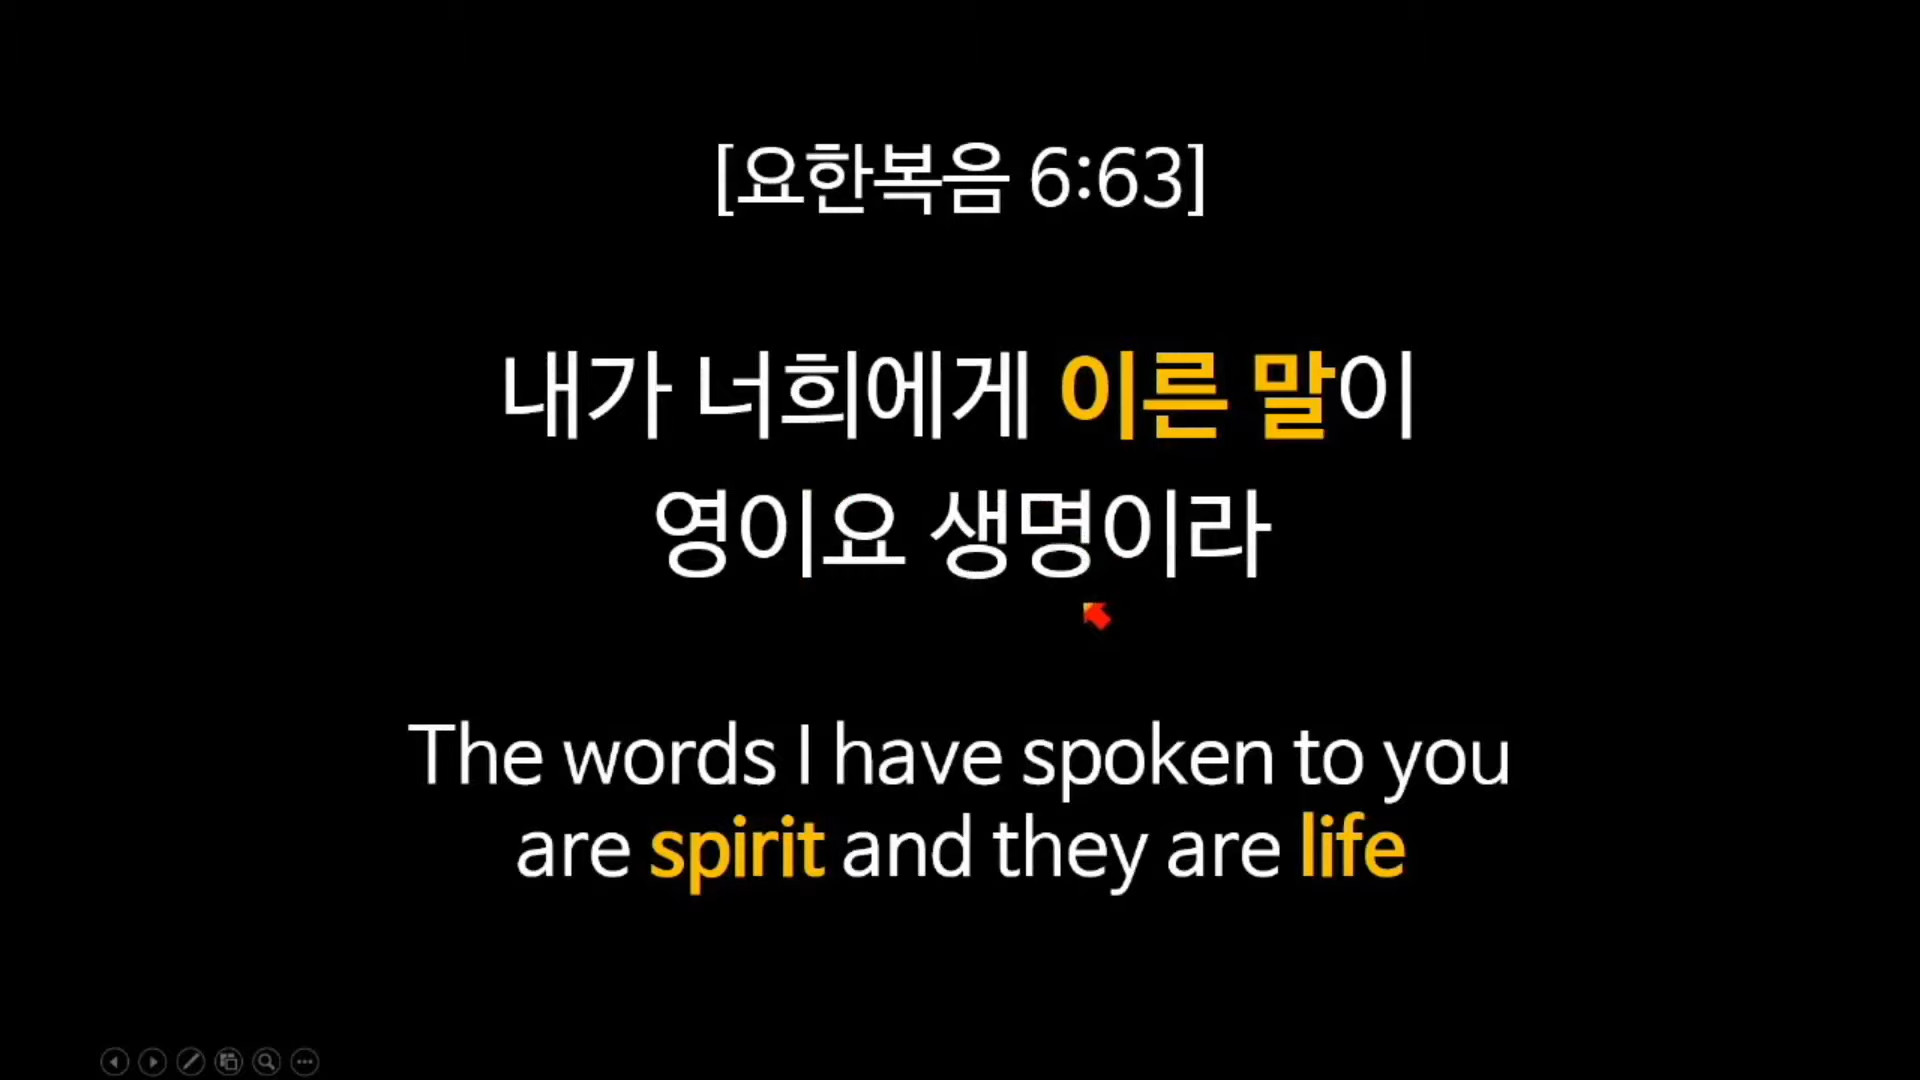 [요한복음 6:63]
내가 너희에게 이른 말이
영이요 생명이라
The words I have spoken to you
are spirit and they are life